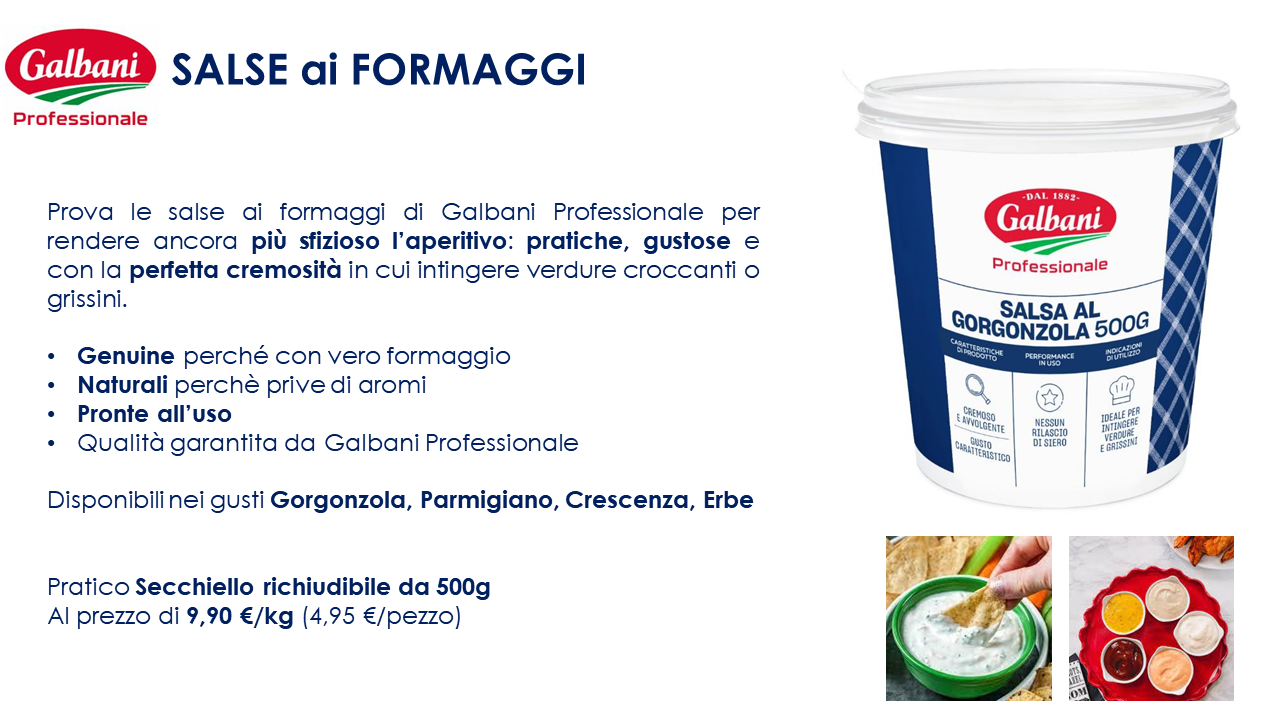 Galbani
Professionale
SALSE ai FORMAGGI
Prova le salse ai formaggi di Galbani Professionale per
rendere ancora più sfizioso l’aperitivo: pratiche, gustose e
con la perfetta cremosità in cui intingere verdure croccanti o
grissini.
• Genuine perché con vero formaggio
• Naturali perchè prive di aromi
• Pronte all’uso
• Qualità garantita da Galbani Professionale
Disponibili nei gusti Gorgonzola, Parmigiano, Crescenza, Erbe
Pratico Secchiello richiudibile da 500g
Al prezzo di 9,90 €/kg (4,95 €/pezzo)
-DAL 1882-
Galbani
Professionale
SALSA AL
GORGONZOLA 500G
CARATTERISTICHE
DI PRODOTTO
PERFORMANCE
IN USO
INDICAZIONI
DI UTILIZZO
CREMOSO
E AVVOLGENTE
GUSTO
CARATTERISTICO
NESSUN
RILASCIO
DI SIERO
IDEALE PER
INTINGERE
VERDURE
E GRISSINI